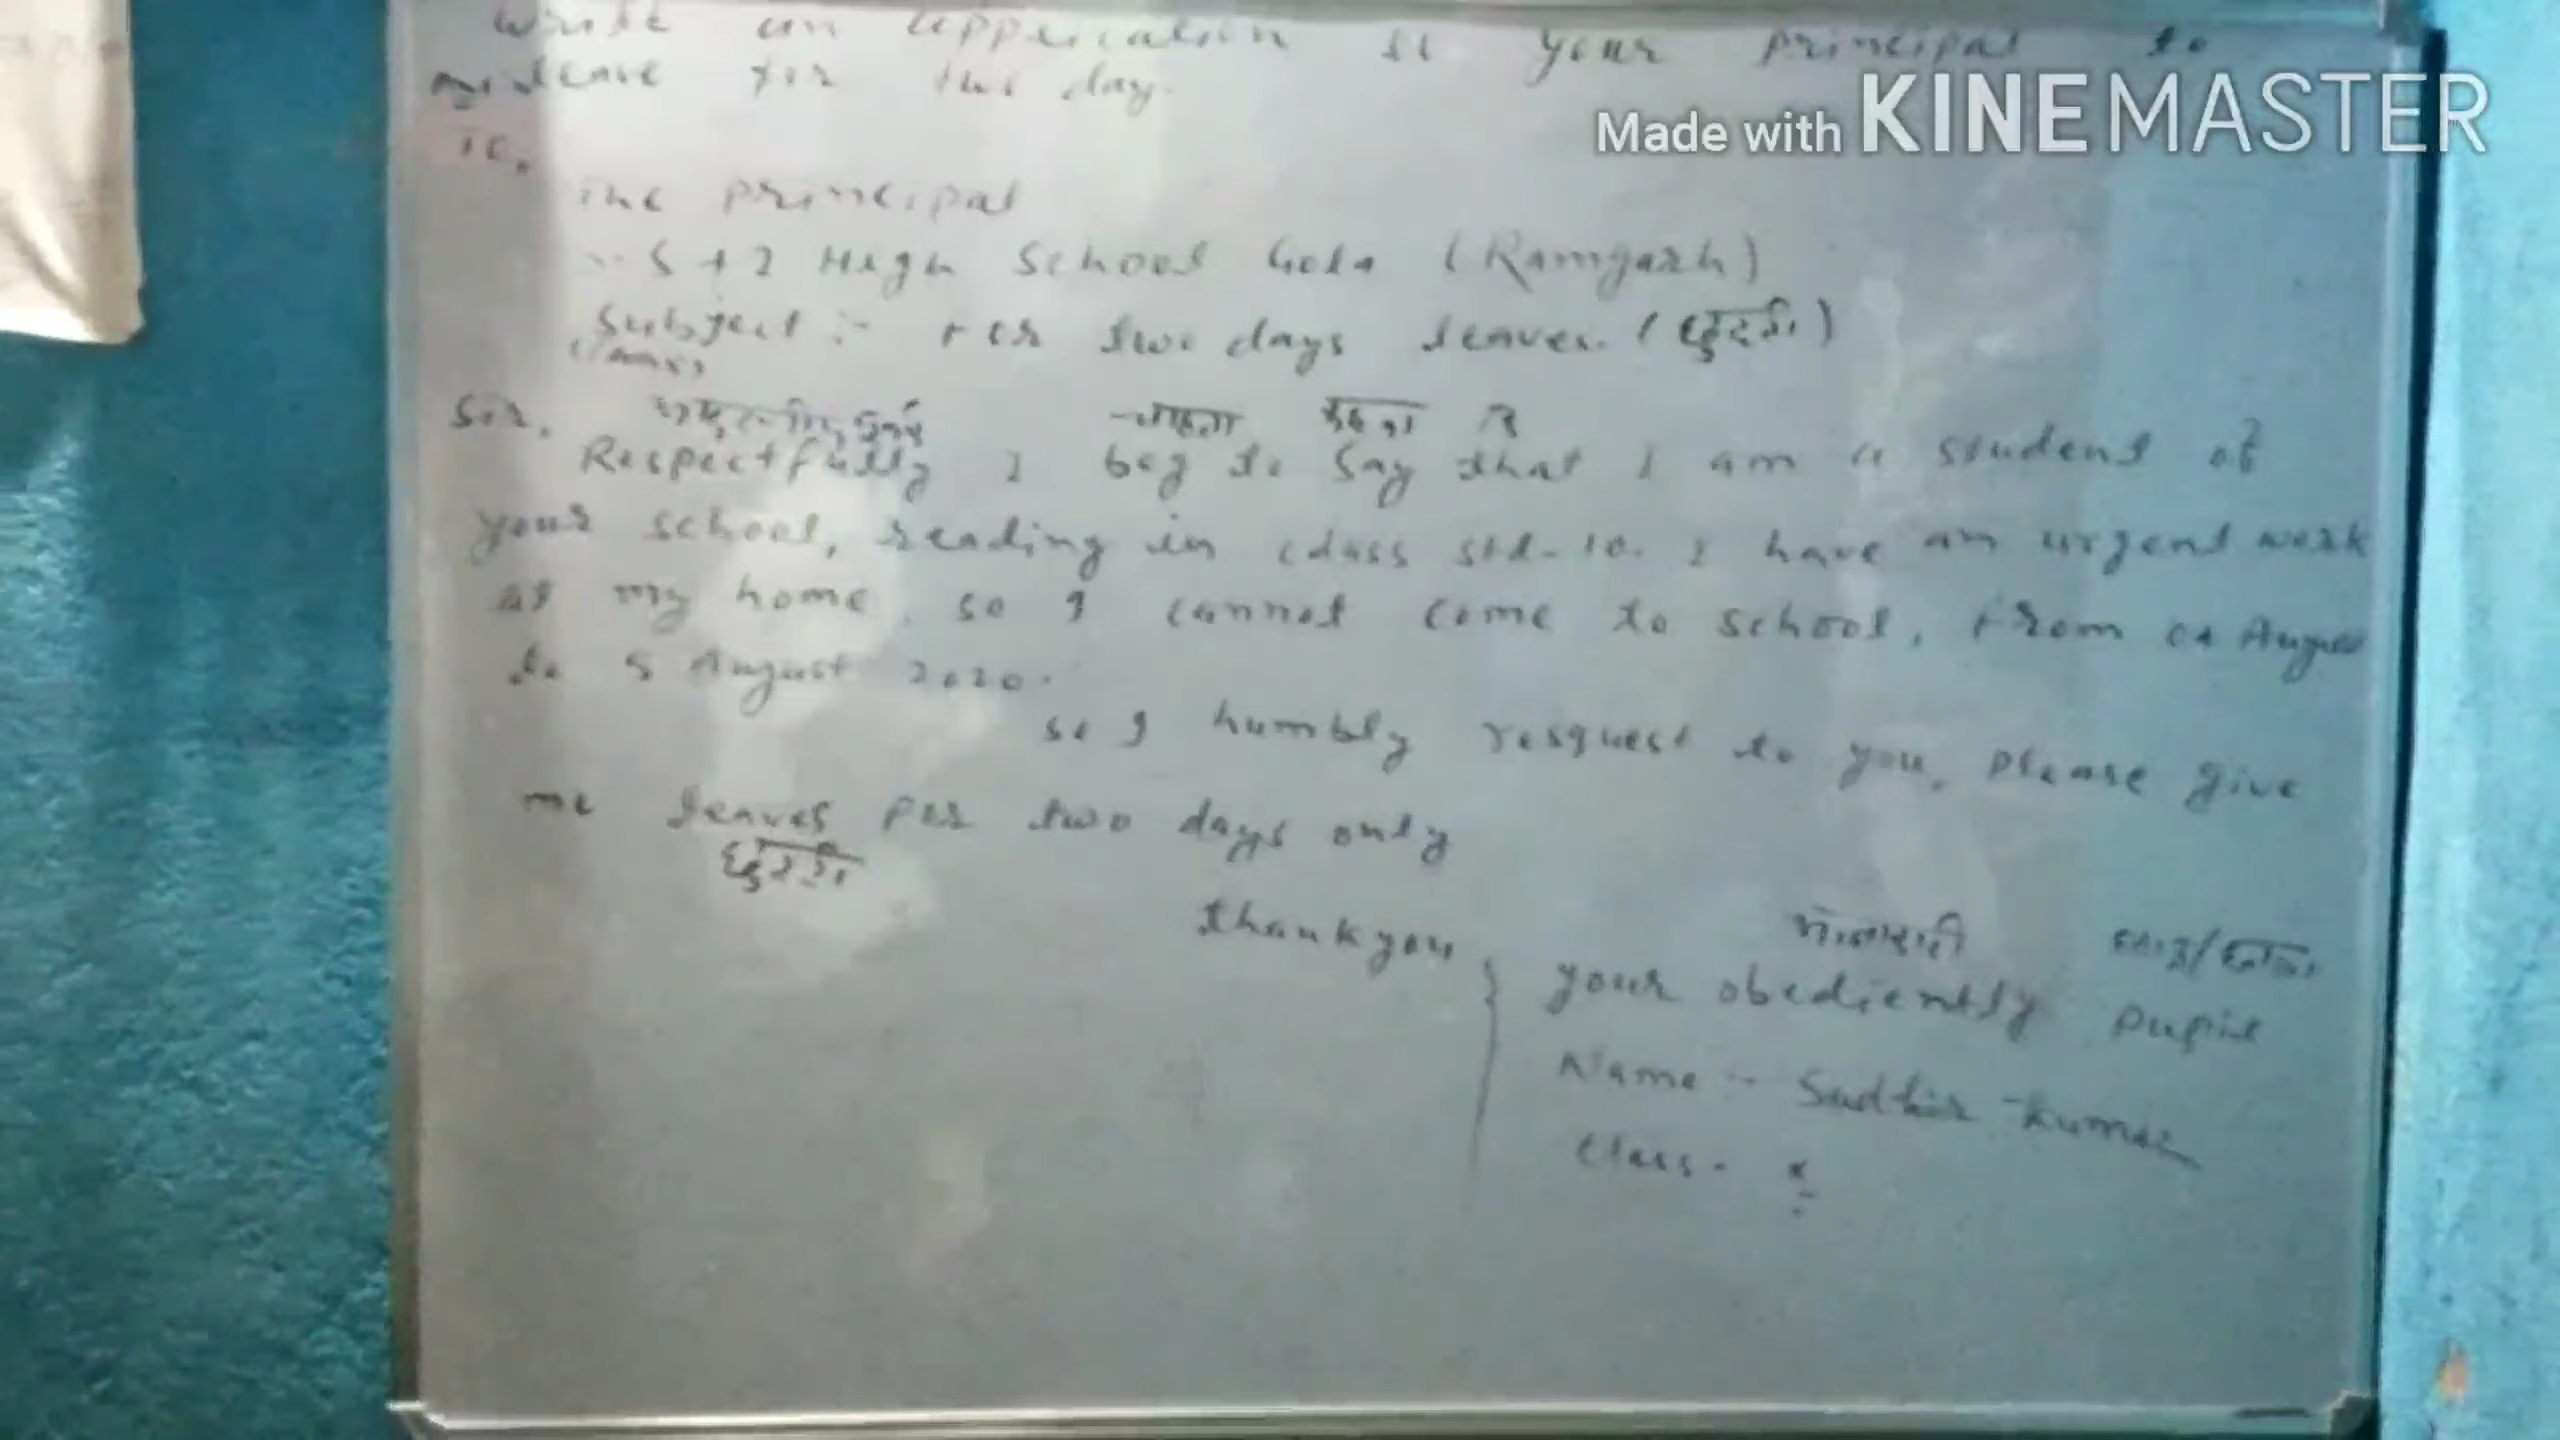 Write an application to your principal to
leave for two day.
To,
The principal
S + 2 High School Gola (Ramgarh)
Subject :- For two days leaves. (छुट्टी)
Sir,
चाहता कहना
Respectfully I beg to say that I am a student of
your school, reading in class std-10. I have an urgent work
at my home. so I cannot come to school, From 04 August
to 5 August 2020.
so I humbly resquest to you, please give
me leaves for two days only
छुट्टी
thank you
your obediently pupil
Name :- Sudhir Kumar
Class - X
Made with KINEMASTER